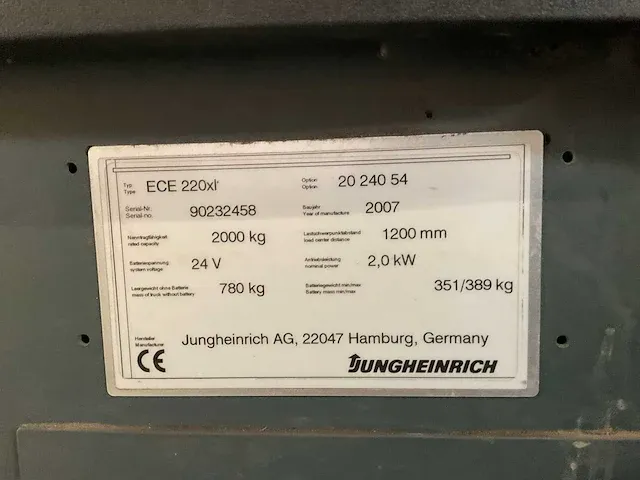 Typ
Type ECE 220xl Option
Option 20 240 54
Serial-Nr.
Serial-no. 90232458 Baujahr
Year of manufacture 2007
Nenntragfähigkeit
rated capacity 2000 kg Lastschwerpunktabstand
load center distance 1200 mm
Batteriespannung
system voltage 24 V Antriebsleistung
nominal power 2,0 kW
Leergewicht ohne Batterie
mass of truck without battery 780 kg Batteriegewicht min/max
Battery mass min/max 351/389 kg
Hersteller
Manufacturer Jungheinrich AG, 22047 Hamburg, Germany
CE JUNGHEINRICH